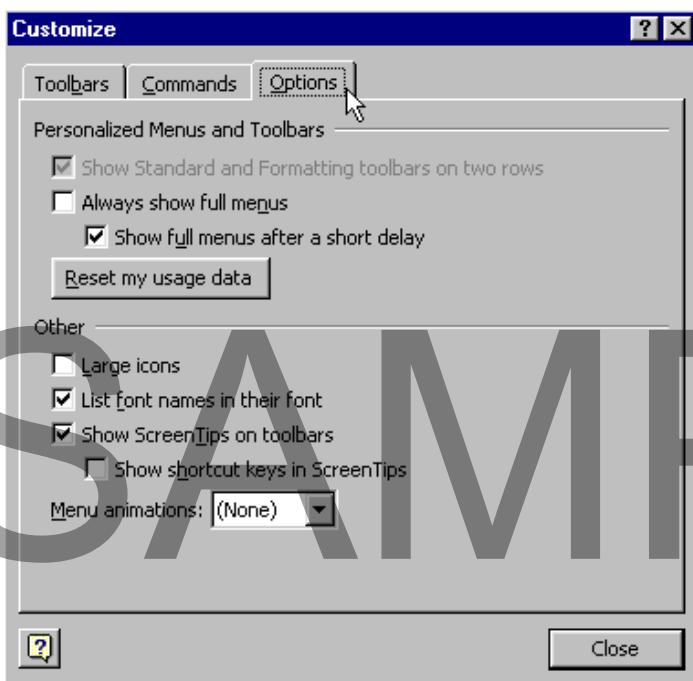 Customize
Toolbars Commands Options
Personalized Menus and Toolbars
Show Standard and Formatting toolbars on two rows
Always show full menus
Show full menus after a short delay
Reset my usage data
Other
Large icons
List font names in their font
Show ScreenTips on toolbars
Show shortcut keys in ScreenTips
Menu animations: (None)
SAMP
Close